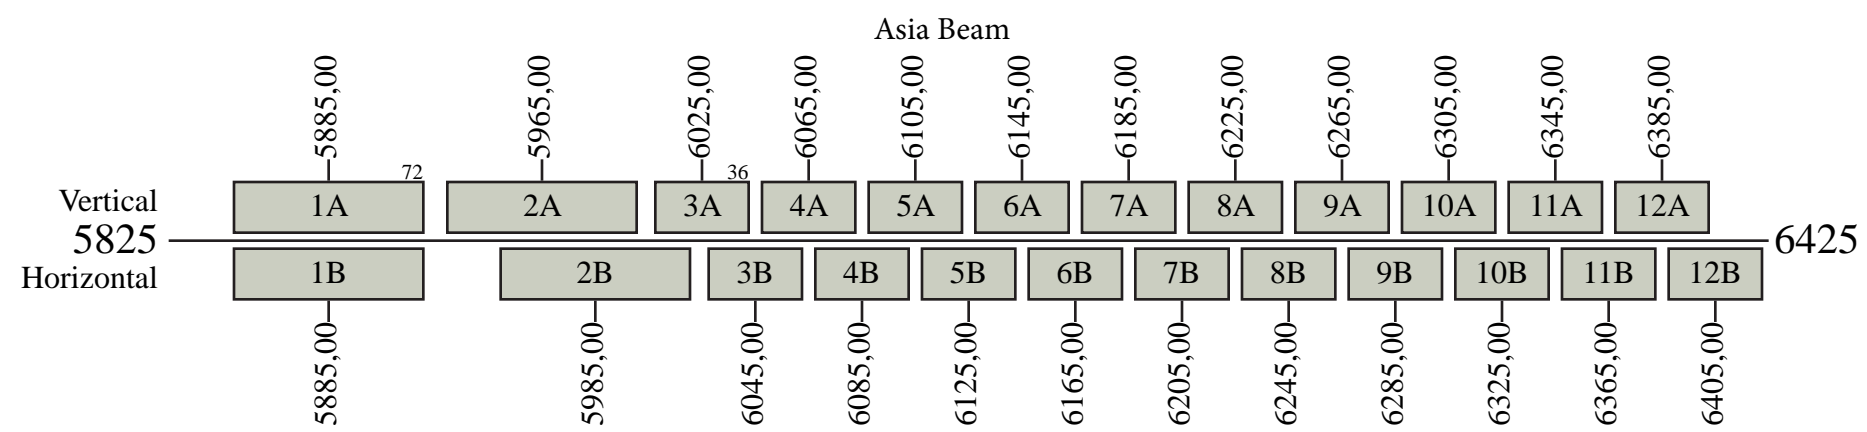 Asia Beam
5885,00 5965,00 6025,00 6065,00 6105,00 6145,00 6185,00 6225,00 6265,00 6305,00 6345,00 6385,00
72 36
Vertical 1A 2A 3A 4A 5A 6A 7A 8A 9A 10A 11A 12A
5825 6425
Horizontal 1B 2B 3B 4B 5B 6B 7B 8B 9B 10B 11B 12B
5885,00 5985,00 6045,00 6085,00 6125,00 6165,00 6205,00 6245,00 6285,00 6325,00 6365,00 6405,00